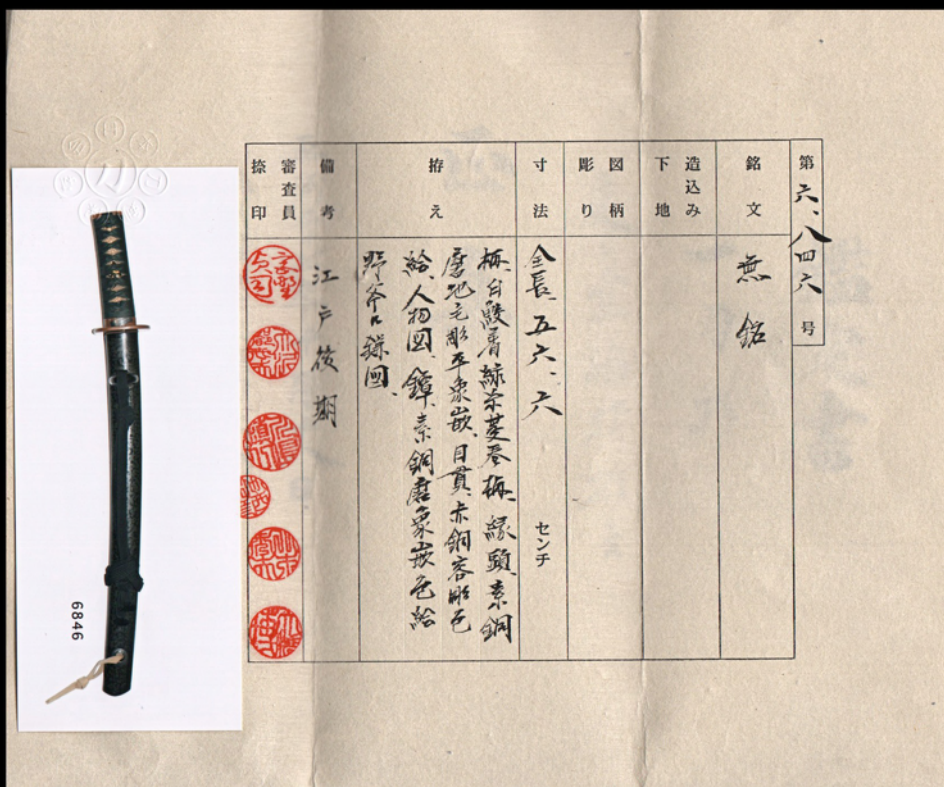 第六、八四六号
銘文
無銘
造込み
下地
図柄
彫り
寸法
全長、五六、六 センチ
拵え
柄、白鮫着緑糸菱巻柄、縁頭、素銅
磨地毛彫平象嵌、目貫、赤銅容彫色
絵、人物図、鐔、素銅磨象嵌色絵
図、
備考
江戸後期
審査員
捺印
6846